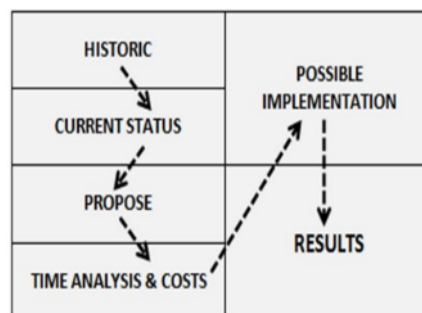 HISTORIC
CURRENT STATUS
PROPOSE
TIME ANALYSIS & COSTS
POSSIBLE
IMPLEMENTATION
RESULTS